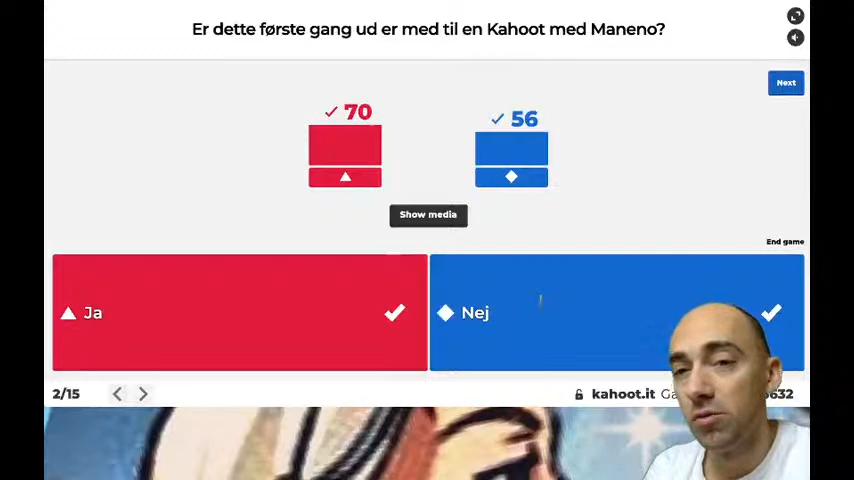 Er dette første gang ud er med til en Kahoot med Maneno?
Next
70
56
Show media
End game
Ja
Nej
2/15
kahoot.it
632